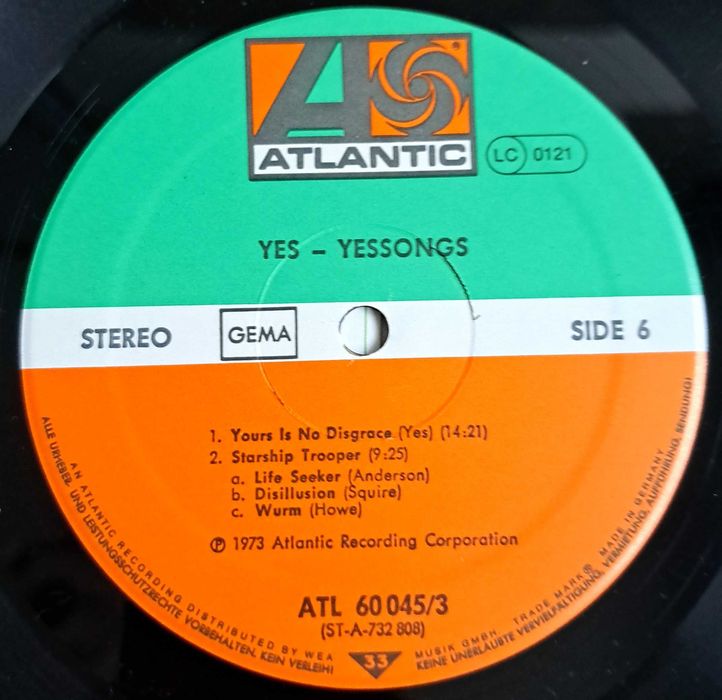 ATLANTIC
LC 0121
YES – YESSONGS
STEREO GEMA SIDE 6
1. Yours Is No Disgrace (Yes) (14:21)
2. Starship Trooper (9:25)
a. Life Seeker (Anderson)
b. Disillusion (Squire)
c. Wurm (Howe)
Ⓟ 1973 Atlantic Recording Corporation
ATL 60 045/3
(ST-A-732 808)
33
AN ATLANTIC RECORDING DISTRIBUTED BY WEA MUSIK GMBH. TRADE MARK® MADE IN GERMANY
ALLE URHEBER- UND LEISTUNGSSCHUTZRECHTE VORBEHALTEN. KEIN VERLEIH! KEINE UNERLAUBTE VERVIELFÄLTIGUNG, VERMIETUNG, AUFFÜHRUNG, SENDUNG!